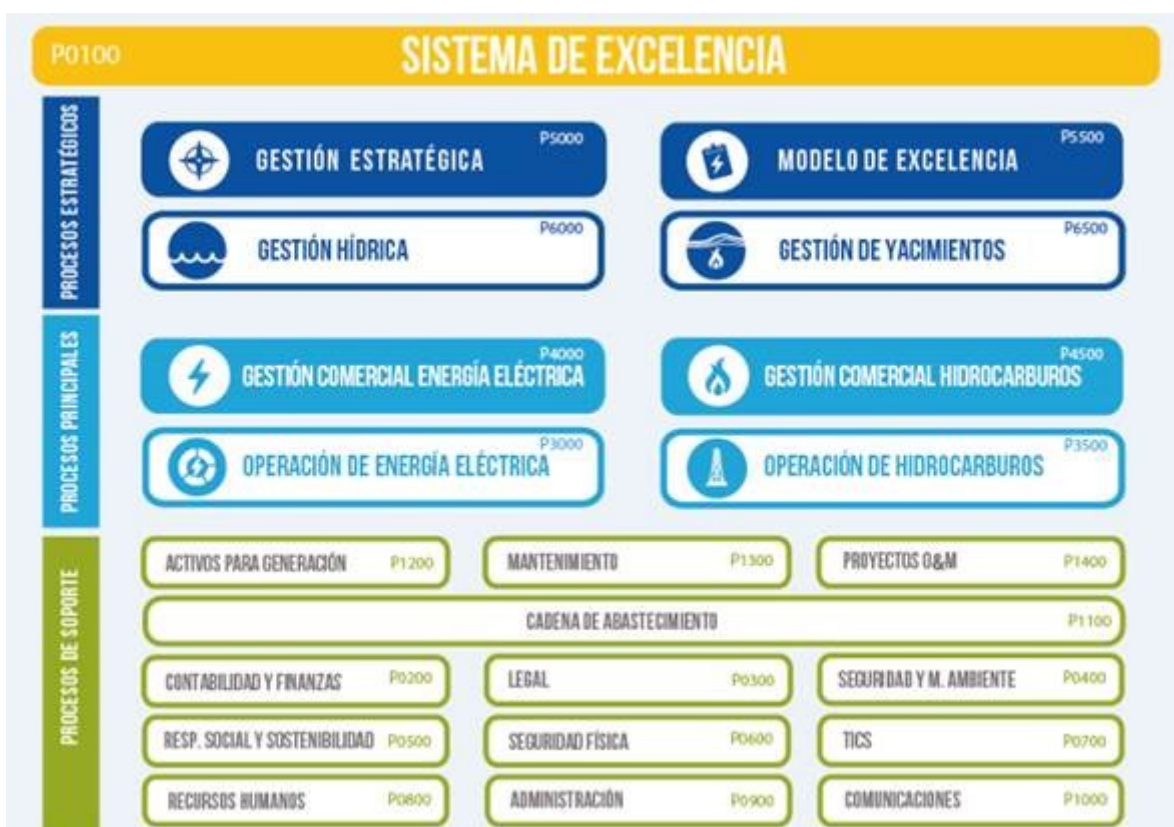 P0100 SISTEMA DE EXCELENCIA
PROCESOS ESTRATÉGICOS
GESTIÓN ESTRATÉGICA P5000
MODELO DE EXCELENCIA P5500
GESTIÓN HÍDRICA P6000
GESTIÓN DE YACIMIENTOS P6500
PROCESOS PRINCIPALES
GESTIÓN COMERCIAL ENERGÍA ELÉCTRICA P4000
GESTIÓN COMERCIAL HIDROCARBUROS P4500
OPERACIÓN DE ENERGÍA ELÉCTRICA P3000
OPERACIÓN DE HIDROCARBUROS P3500
PROCESOS DE SOPORTE
ACTIVOS PARA GENERACIÓN P1200
MANTENIMIENTO P1300
PROYECTOS O&M P1400
CADENA DE ABASTECIMIENTO P1100
CONTABILIDAD Y FINANZAS P0200
LEGAL P0300
SEGURIDAD Y M. AMBIENTE P0400
RESP. SOCIAL Y SOSTENIBILIDAD P0500
SEGURIDAD FÍSICA P0600
TICS P0700
RECURSOS HUMANOS P0800
ADMINISTRACIÓN P0900
COMUNICACIONES P1000